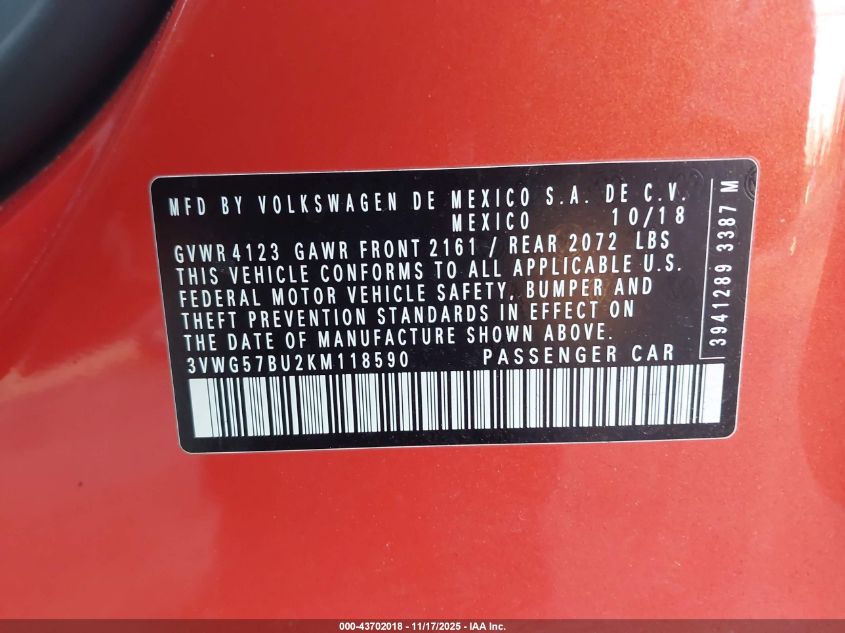 MFD BY VOLKSWAGEN DE MEXICO S.A. DE C.V.
MEXICO 10/18
GVWR 4123 GAWR FRONT 2161 / REAR 2072 LBS
THIS VEHICLE CONFORMS TO ALL APPLICABLE U.S.
FEDERAL MOTOR VEHICLE SAFETY, BUMPER AND
THEFT PREVENTION STANDARDS IN EFFECT ON
THE DATE OF MANUFACTURE SHOWN ABOVE.
3VWG57BU2KM118590 PASSENGER CAR
3941289 3387 M
000-43702018 - 11/17/2025 - IAA Inc.